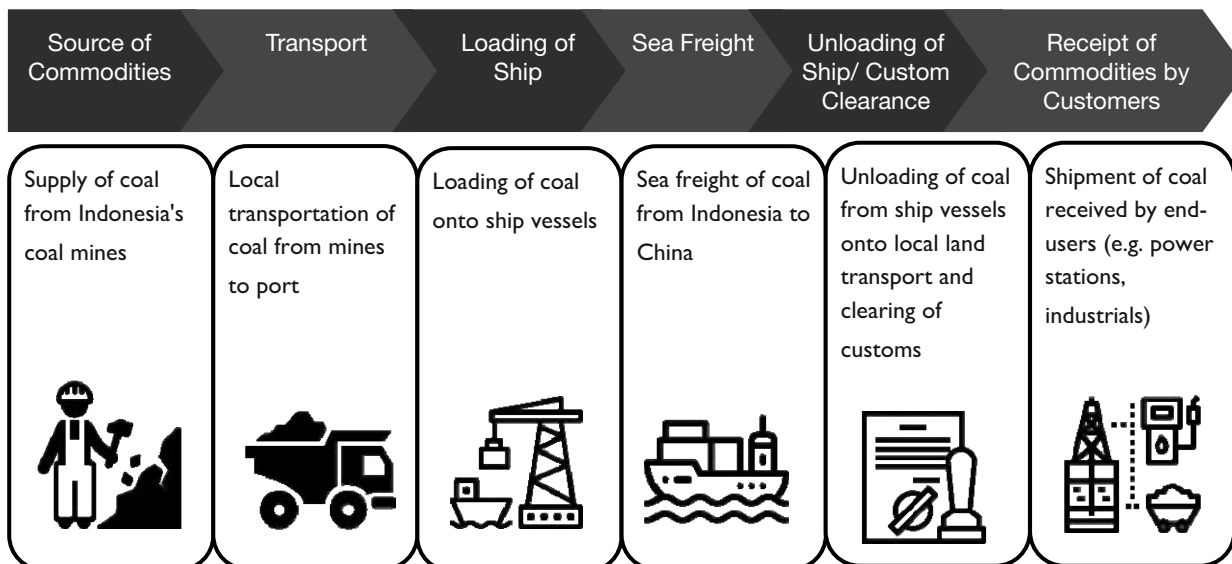 Source of
Commodities
Transport
Loading of
Ship
Sea Freight
Unloading of
Ship/ Custom
Clearance
Receipt of
Commodities by
Customers
Supply of coal
from Indonesia's
coal mines
Local
transportation of
coal from mines
to port
Loading of coal
onto ship vessels
Sea freight of coal
from Indonesia to
China
Unloading of coal
from ship vessels
onto local land
transport and
clearing of
customs
Shipment of coal
received by end-
users (e.g. power
stations,
industrials)